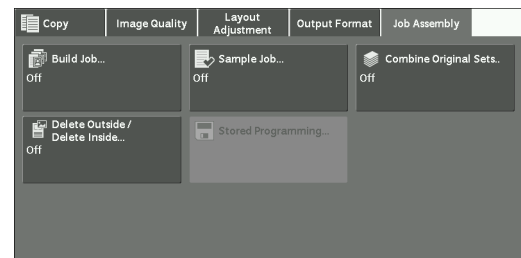 Copy
Image Quality
Layout
Adjustment
Output Format
Job Assembly
Build Job...
Off
Sample Job...
Off
Combine Original Sets..
Off
Delete Outside /
Delete Inside...
Off
Stored Programming...